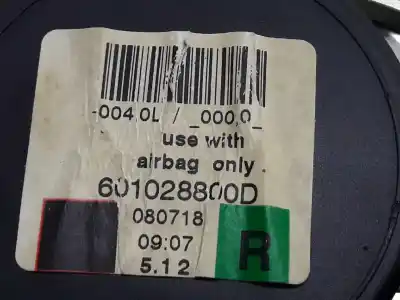 -004.0L / _000.0_
use with
airbag only
601028800D
080718
09:07
5.12
R